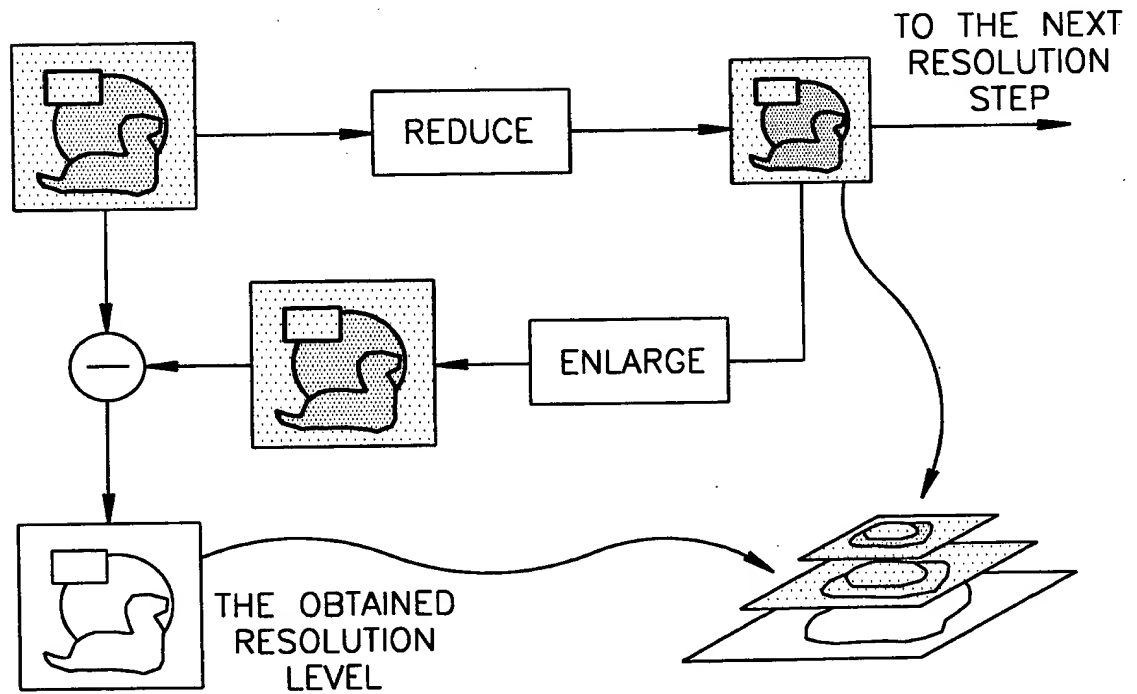 TO THE NEXT
RESOLUTION
STEP
REDUCE
ENLARGE
THE OBTAINED
RESOLUTION
LEVEL